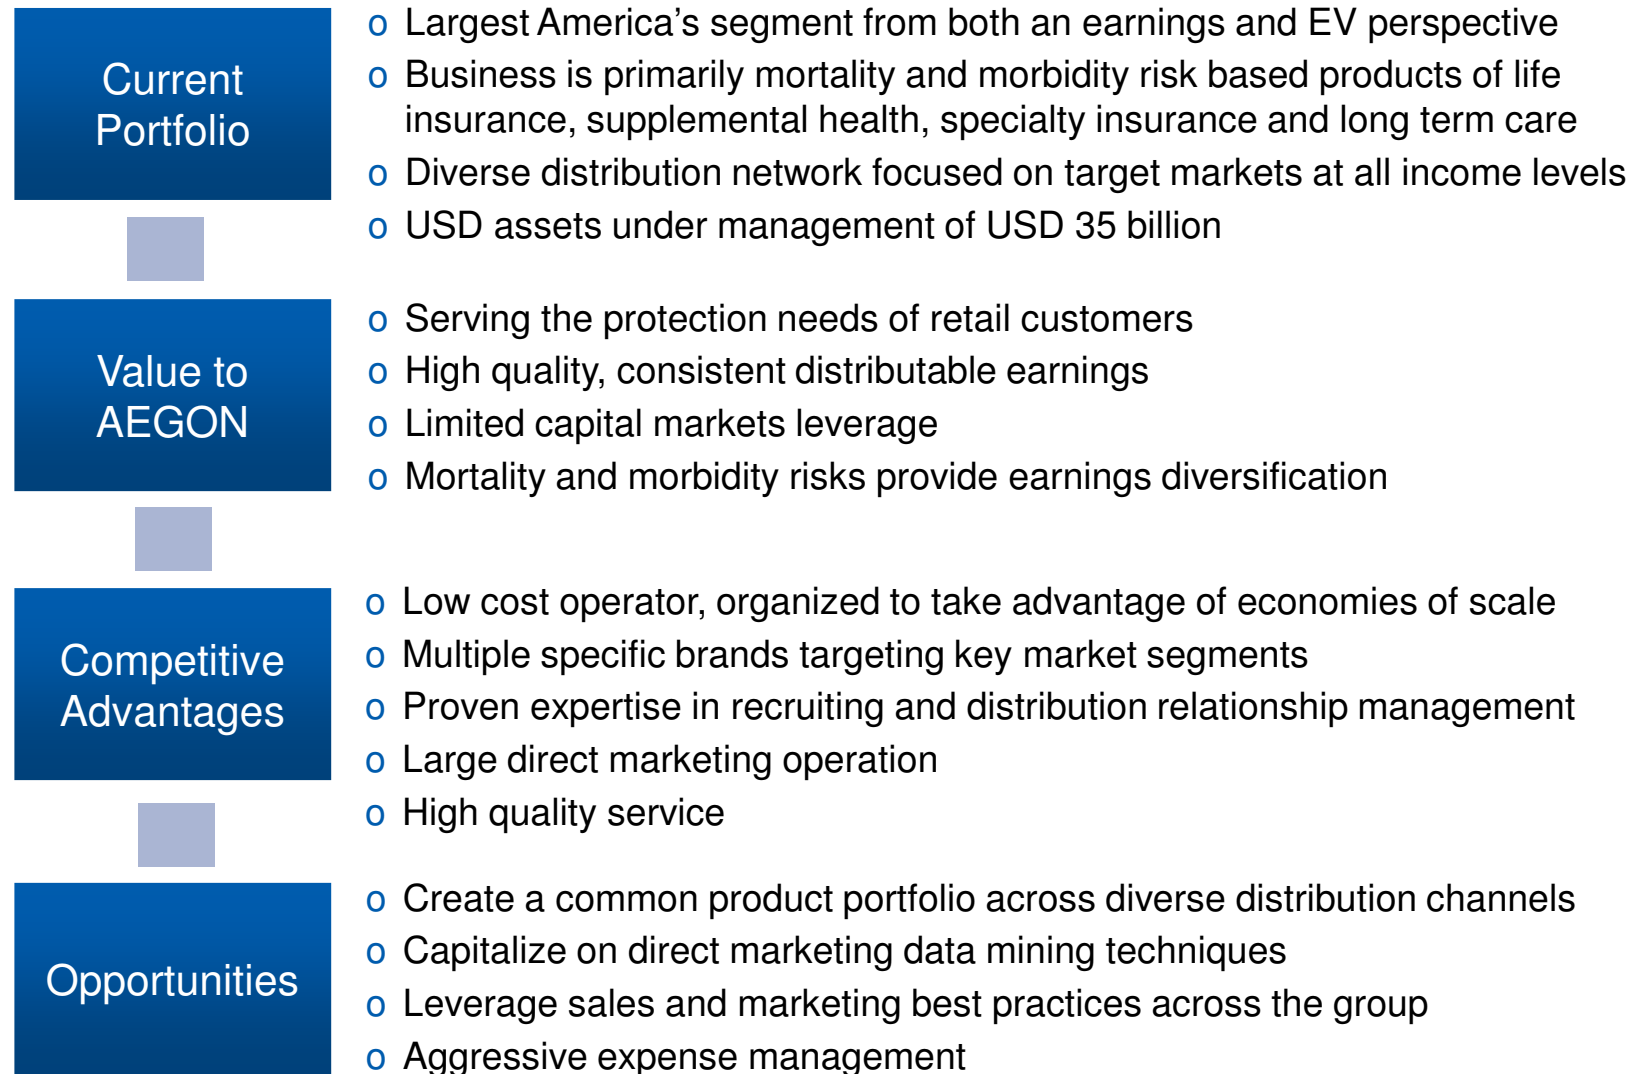 Current
Portfolio
o Largest America's segment from both an earnings and EV perspective
o Business is primarily mortality and morbidity risk based products of life
insurance, supplemental health, specialty insurance and long term care
o Diverse distribution network focused on target markets at all income levels
o USD assets under management of USD 35 billion
Value to
AEGON
o Serving the protection needs of retail customers
o High quality, consistent distributable earnings
o Limited capital markets leverage
o Mortality and morbidity risks provide earnings diversification
Competitive
Advantages
o Low cost operator, organized to take advantage of economies of scale
o Multiple specific brands targeting key market segments
o Proven expertise in recruiting and distribution relationship management
o Large direct marketing operation
o High quality service
Opportunities
o Create a common product portfolio across diverse distribution channels
o Capitalize on direct marketing data mining techniques
o Leverage sales and marketing best practices across the group
o Aggressive expense management